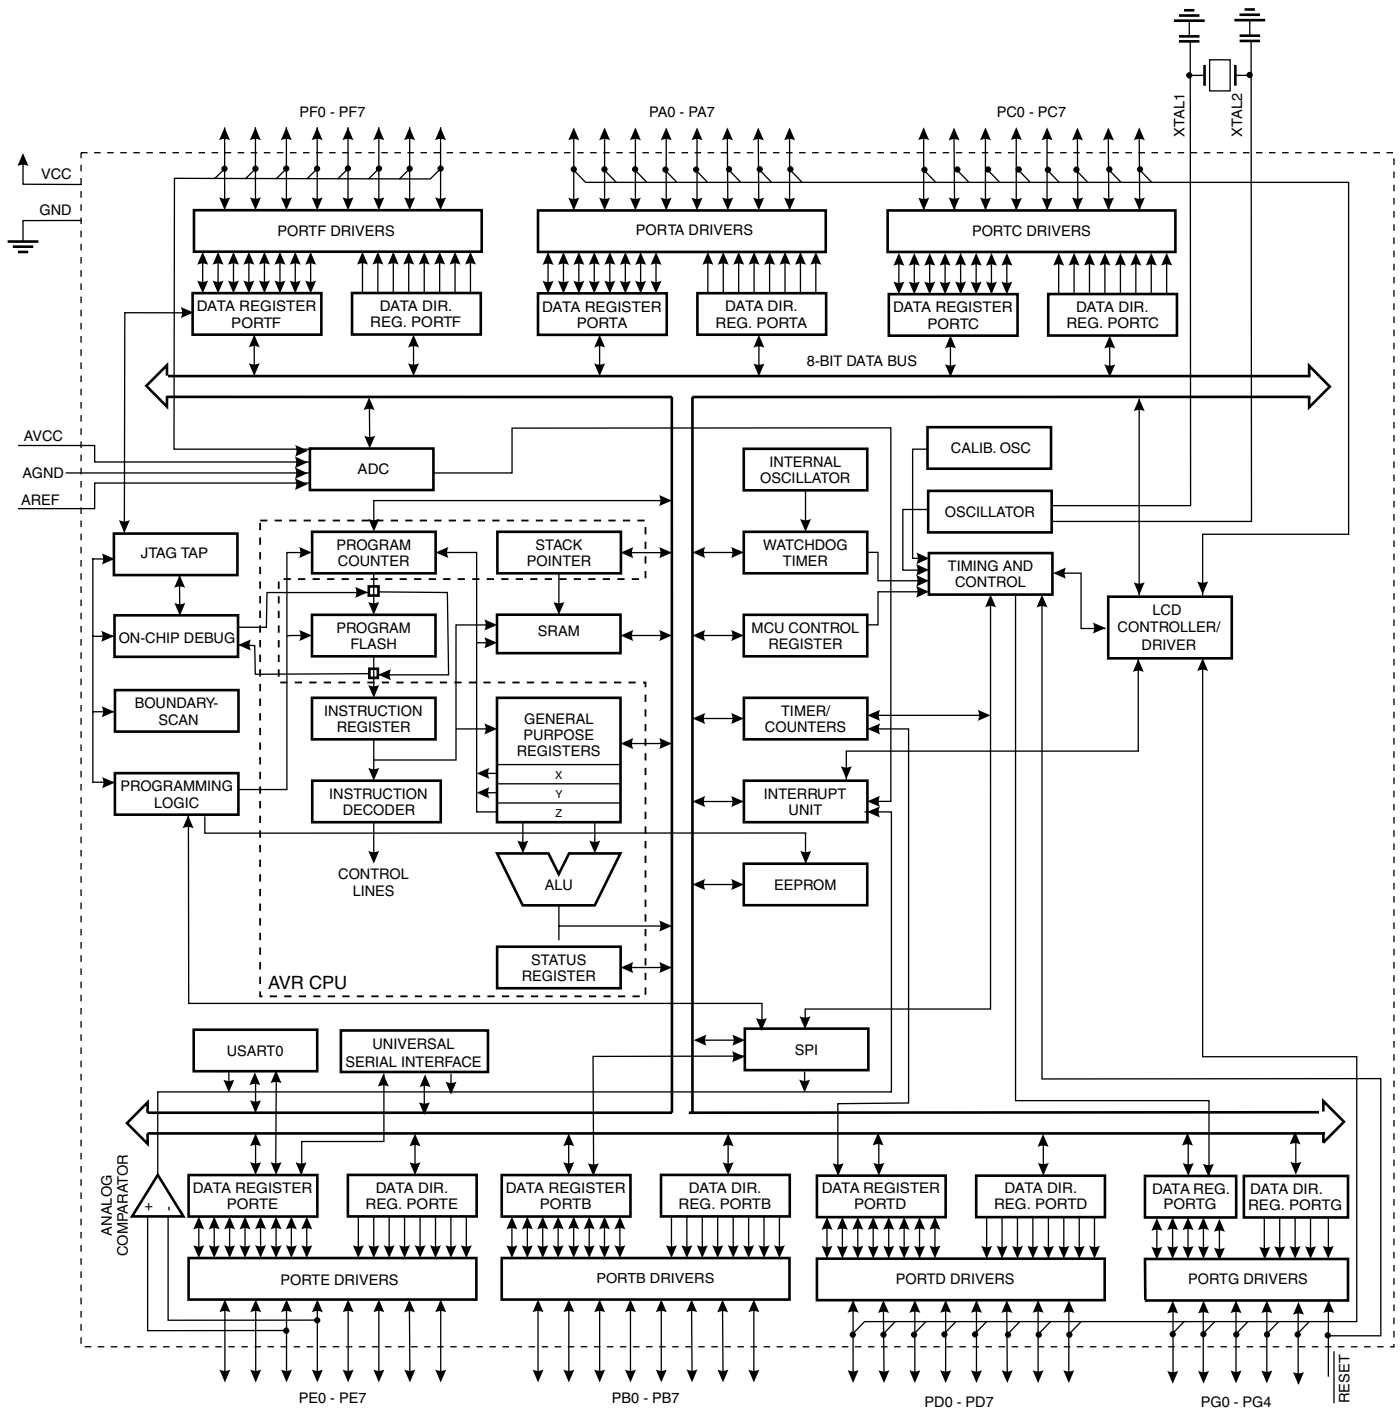 XTAL1
XTAL2
PF0 - PF7
PA0 - PA7
PC0 - PC7
VCC
GND
PORTF DRIVERS
PORTA DRIVERS
PORTC DRIVERS
DATA REGISTER
PORTF
DATA DIR.
REG. PORTF
DATA REGISTER
PORTA
DATA DIR.
REG. PORTA
DATA REGISTER
PORTC
DATA DIR.
REG. PORTC
8-BIT DATA BUS
AVCC
AGND
AREF
ADC
INTERNAL
OSCILLATOR
CALIB. OSC
OSCILLATOR
JTAG TAP
PROGRAM
COUNTER
STACK
POINTER
WATCHDOG
TIMER
TIMING AND
CONTROL
LCD
CONTROLLER/
DRIVER
ON-CHIP DEBUG
PROGRAM
FLASH
SRAM
MCU CONTROL
REGISTER
BOUNDARY-
SCAN
INSTRUCTION
REGISTER
GENERAL
PURPOSE
REGISTERS
X
Y
Z
TIMER/
COUNTERS
PROGRAMMING
LOGIC
INSTRUCTION
DECODER
INTERRUPT
UNIT
CONTROL
LINES
ALU
EEPROM
STATUS
REGISTER
AVR CPU
USART0
UNIVERSAL
SERIAL INTERFACE
SPI
ANALOG
COMPARATOR
+
-
DATA REGISTER
PORTE
DATA DIR.
REG. PORTE
DATA REGISTER
PORTB
DATA DIR.
REG. PORTB
DATA REGISTER
PORTD
DATA DIR.
REG. PORTD
DATA REG.
PORTG
DATA DIR.
REG. PORTG
PORTE DRIVERS
PORTB DRIVERS
PORTD DRIVERS
PORTG DRIVERS
PE0 - PE7
PB0 - PB7
PD0 - PD7
PG0 - PG4
RESET